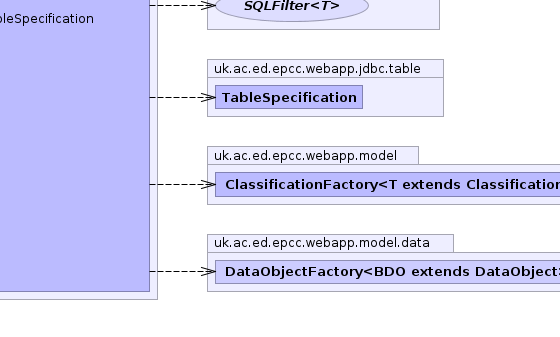 SQLFilter<T>
bleSpecification
uk.ac.ed.epcc.webapp.jdbc.table
TableSpecification
uk.ac.ed.epcc.webapp.model
ClassificationFactory<T extends Classification
uk.ac.ed.epcc.webapp.model.data
DataObjectFactory<BDO extends DataObject>